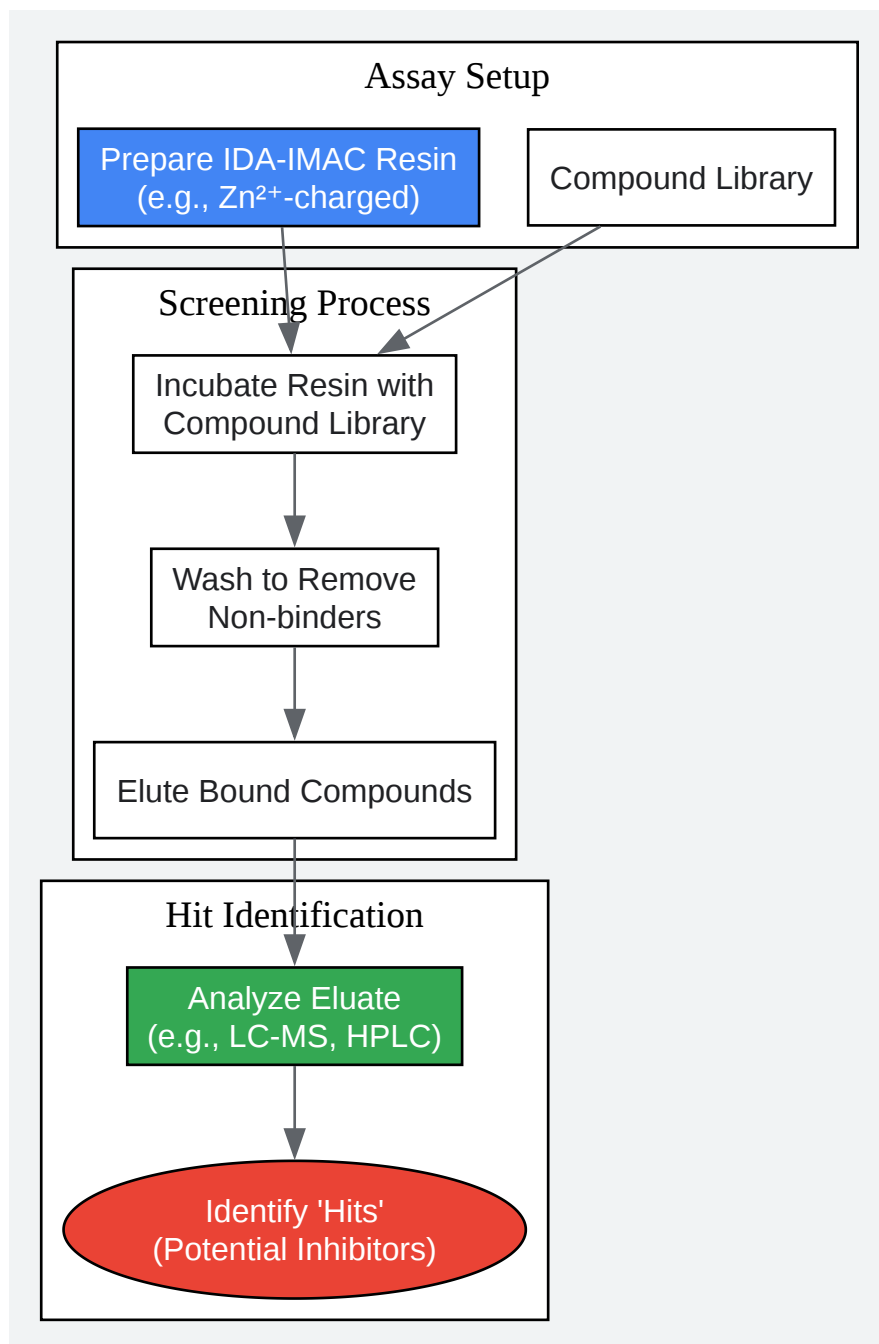 Assay Setup
Prepare IDA-IMAC Resin
(e.g., Zn²⁺-charged)
Compound Library
Screening Process
Incubate Resin with
Compound Library
Wash to Remove
Non-binders
Elute Bound Compounds
Hit Identification
Analyze Eluate
(e.g., LC-MS, HPLC)
Identify 'Hits'
(Potential Inhibitors)